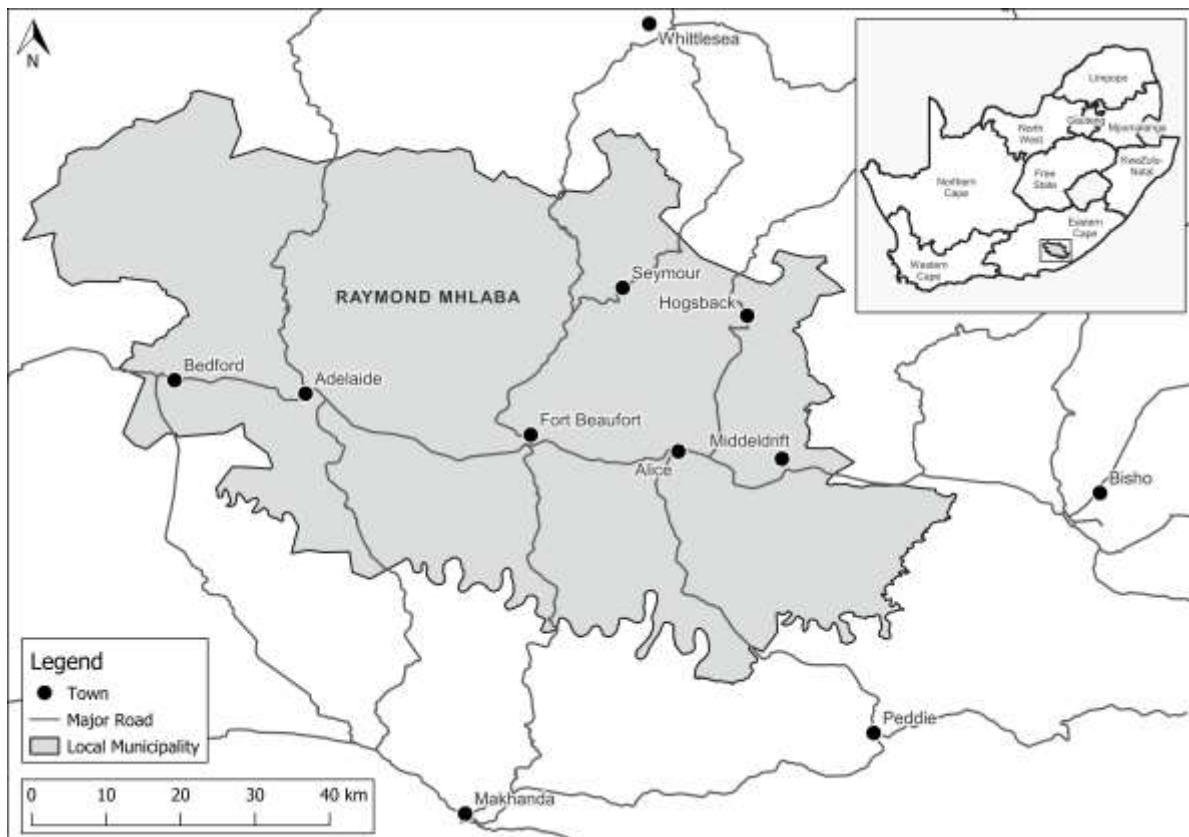 N
Whittlesea
Limpopo
Gauteng
Mpumalanga
North
West
KwaZulu-
Natal
Free
State
Northern
Cape
Eastern
Cape
Western
Cape
Seymour
RAYMOND MHLABA
Hogsback
Bedford
Adelaide
Fort Beaufort
Middeldrift
Alice
Bisho
Legend
Town
Major Road
Local Municipality
Peddie
0 10 20 30 40 km
Makhanda